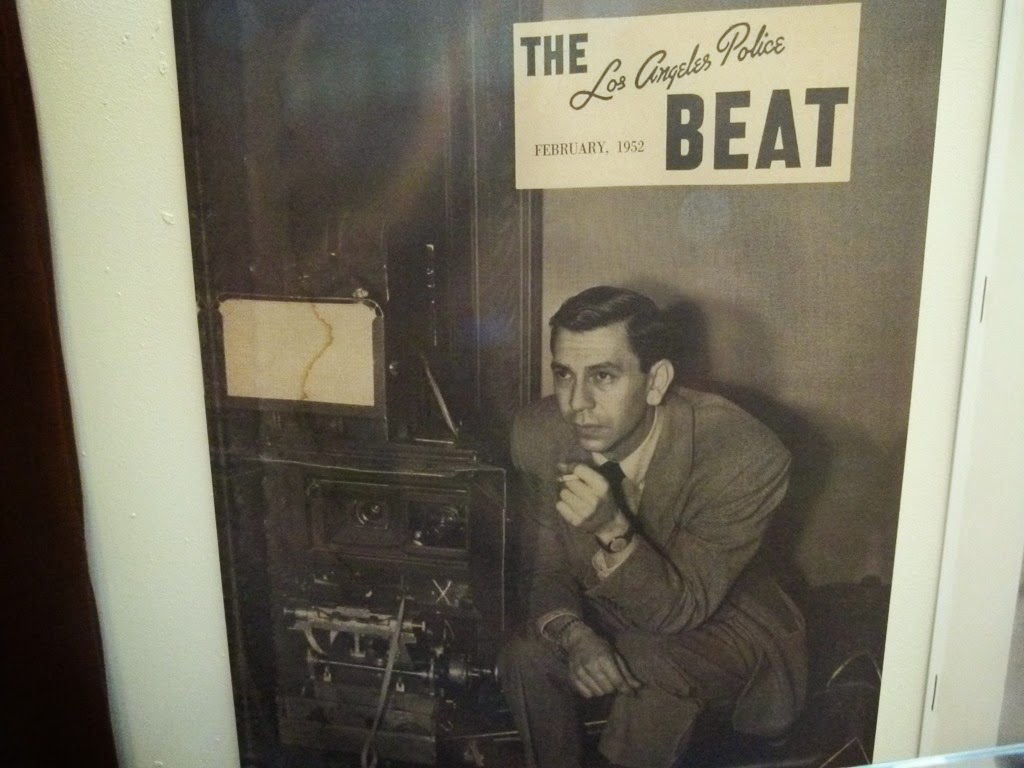 THE Los Angeles Police
BEAT
FEBRUARY, 1952